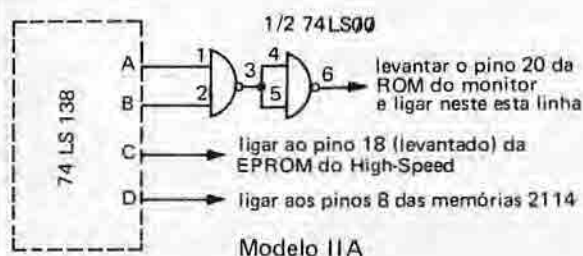 1/2 74LS00
74 LS 138
A
1
4
3
6
B
2
5
levantar o pino 20 da
ROM do monitor
e ligar neste esta linha
C
ligar ao pino 18 (levantado) da
EPROM do High-Speed
D
ligar aos pinos 8 das memórias 2114
Modelo IIA